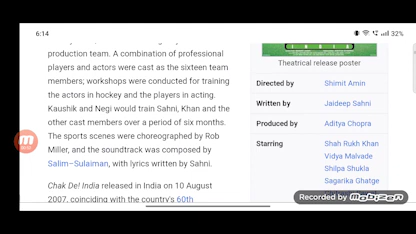 6:14
32%
production team. A combination of professional
players and actors were cast as the sixteen team
members; workshops were conducted for training
the actors in hockey and the players in acting.
Kaushik and Negi would train Sahni, Khan and the
other cast members over a period of six months.
The sports scenes were choreographed by Rob
Miller, and the soundtrack was composed by
Salim–Sulaiman, with lyrics written by Sahni.
Chak De! India released in India on 10 August
2007, coinciding with the country's 60th
Theatrical release poster
Directed by Shimit Amin
Written by Jaideep Sahni
Produced by Aditya Chopra
Starring Shah Rukh Khan
Vidya Malvade
Shilpa Shukla
Sagarika Ghatge
Recorded by Mobizen